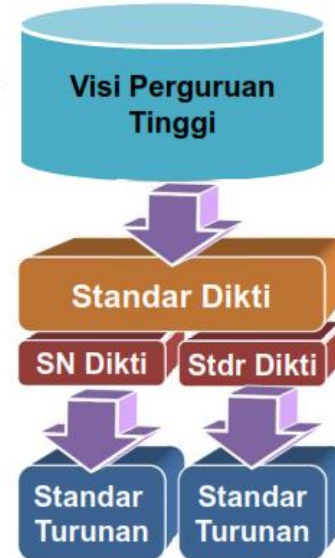 Visi Perguruan
Tinggi
Standar Dikti
SN Dikti
Stdr Dikti
Standar
Turunan
Standar
Turunan